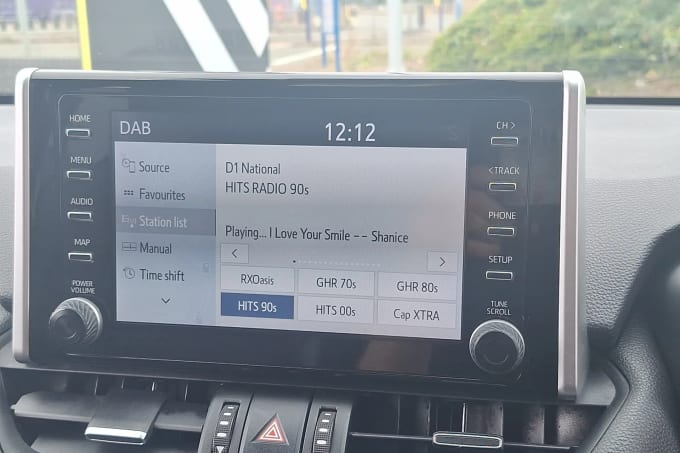 DAB 12:12
HOME
MENU
AUDIO
MAP
POWER
VOLUME
Source
Favourites
Station list
Manual
Time shift
D1 National
HITS RADIO 90s
Playing... I Love Your Smile -- Shanice
< >
RXOasis GHR 70s GHR 80s
HITS 90s HITS 00s Cap XTRA
CH >
< TRACK
PHONE
SETUP
TUNE
SCROLL